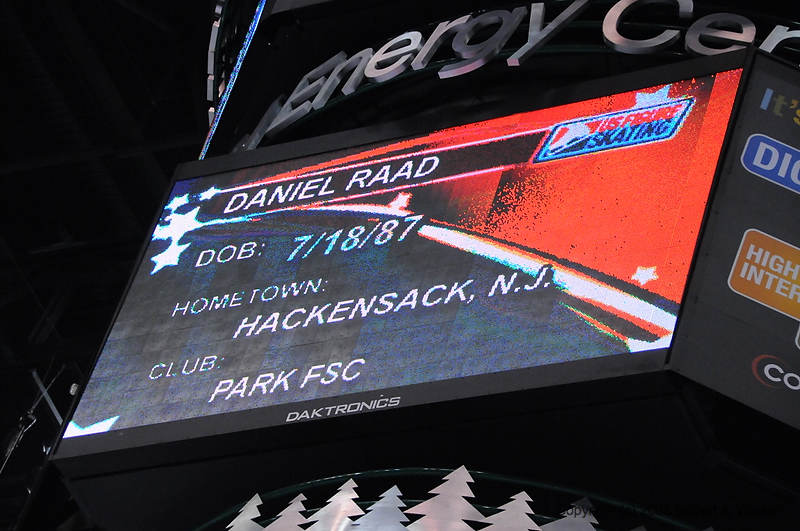 Energy Cen
US FIGURE
SKATING
DANIEL RAAD
DOB: 7/18/87
HOMETOWN:
HACKENSACK, N.J.
CLUB:
PARK FSC
DAKTRONICS
It's
DIG
HIGH
INTER
CO